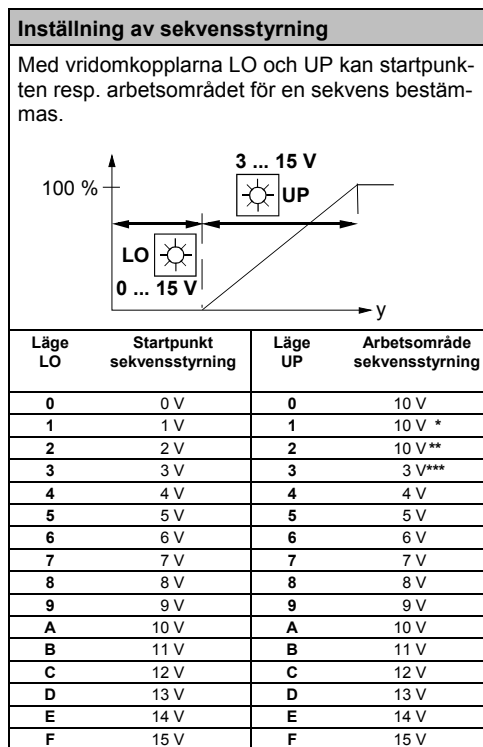 Inställning av sekvensstyrning
Med vridomkopplarna LO och UP kan startpunk-
ten resp. arbetsområdet för en sekvens bestäm-
mas.
3 ... 15 V
100 %
UP
LO
0 ... 15 V
y
Läge Startpunkt Läge Arbetsområde
LO sekvensstyrning UP sekvensstyrning
0 0 V 0 10 V
1 1 V 1 10 V *
2 2 V 2 10 V **
3 3 V 3 3 V***
4 4 V 4 4 V
5 5 V 5 5 V
6 6 V 6 6 V
7 7 V 7 7 V
8 8 V 8 8 V
9 9 V 9 9 V
A 10 V A 10 V
B 11 V B 11 V
C 12 V C 12 V
D 13 V D 13 V
E 14 V E 14 V
F 15 V F 15 V